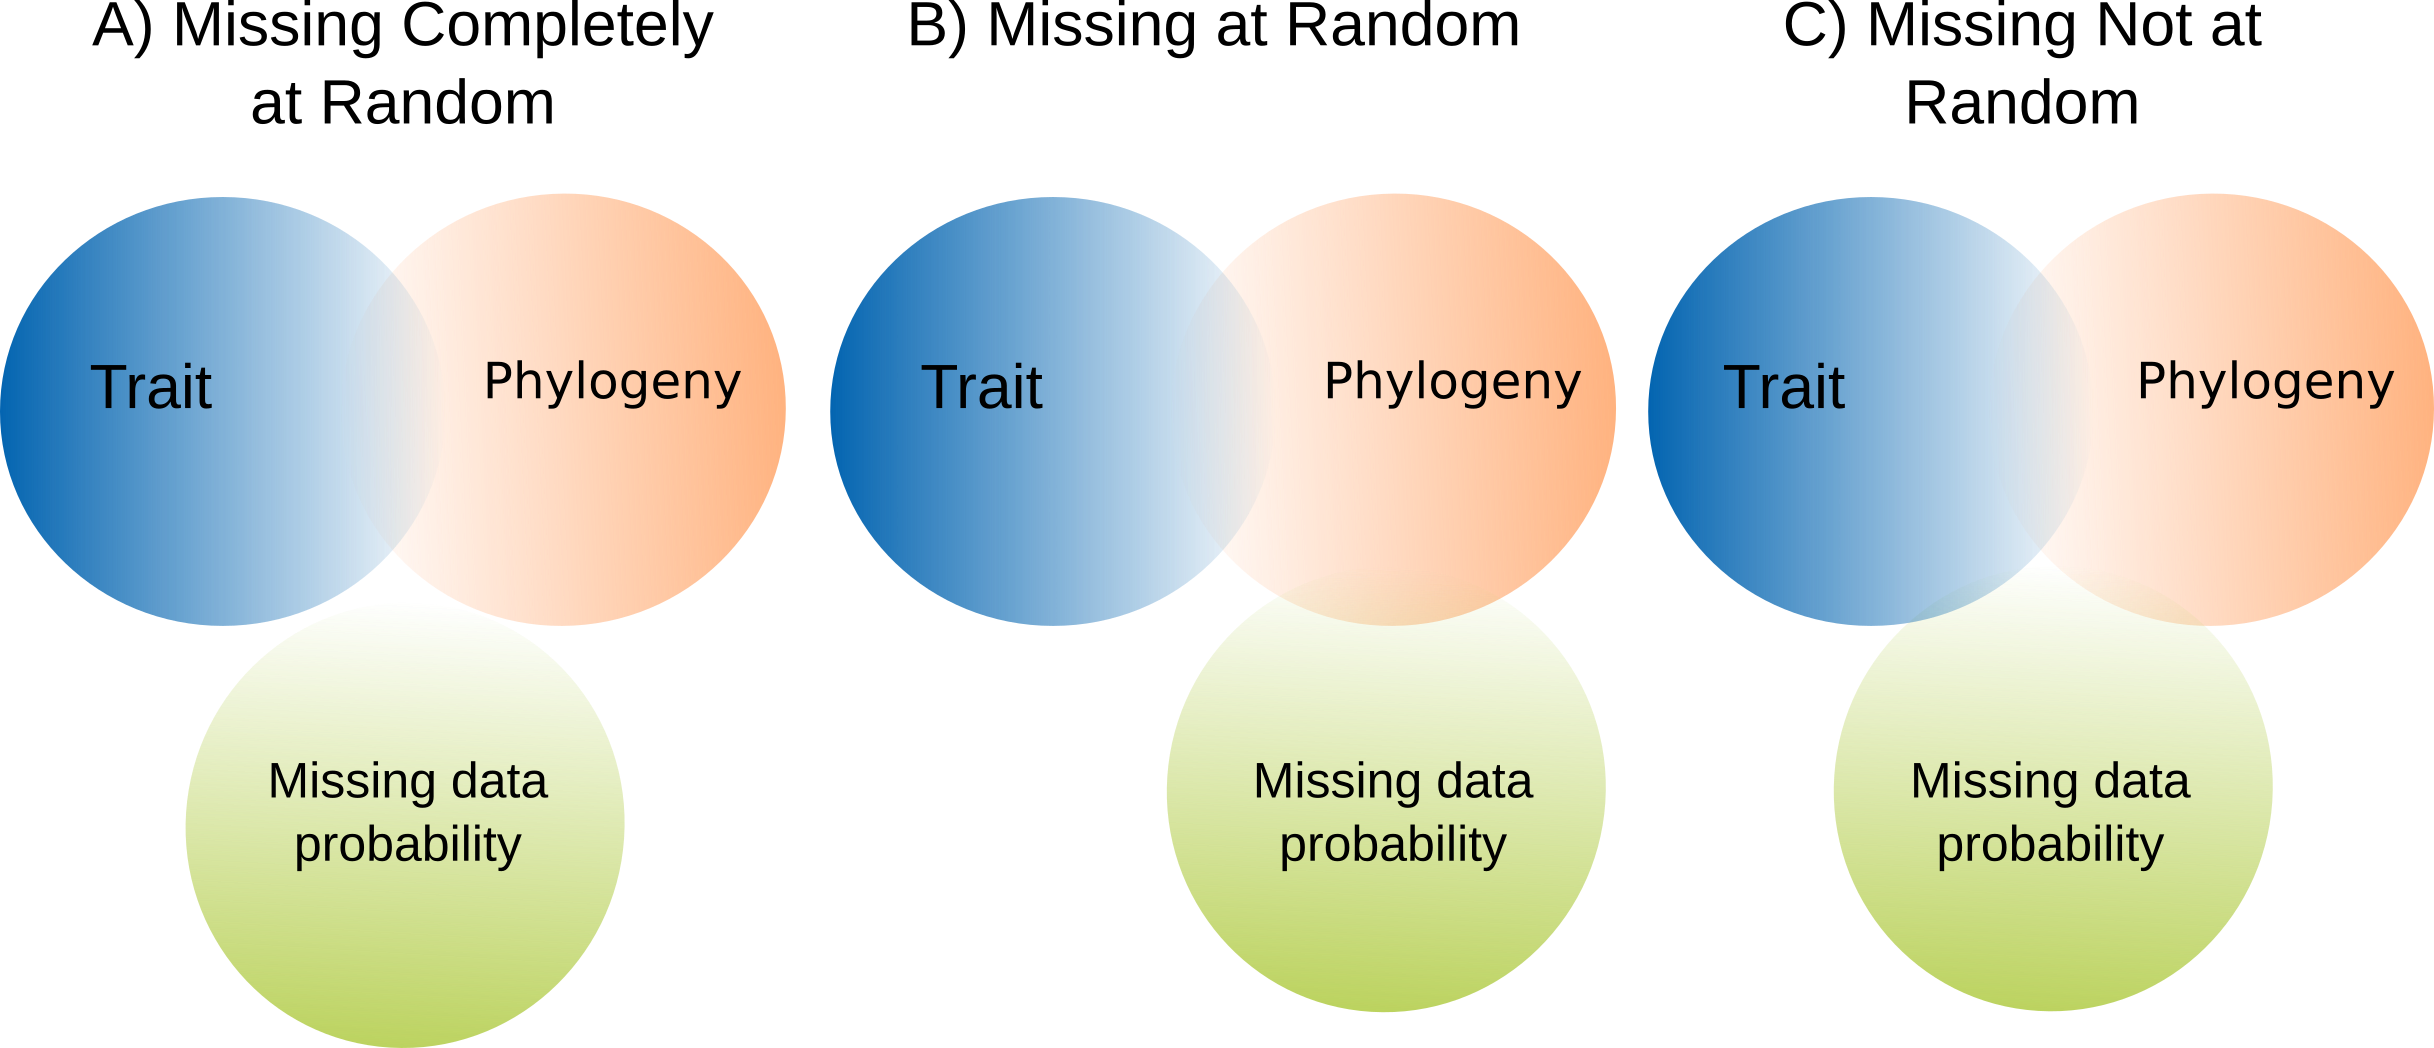 A) Missing Completely
at Random
B) Missing at Random
C) Missing Not at
Random
Trait
Phylogeny
Missing data
probability
Trait
Phylogeny
Missing data
probability
Trait
Phylogeny
Missing data
probability